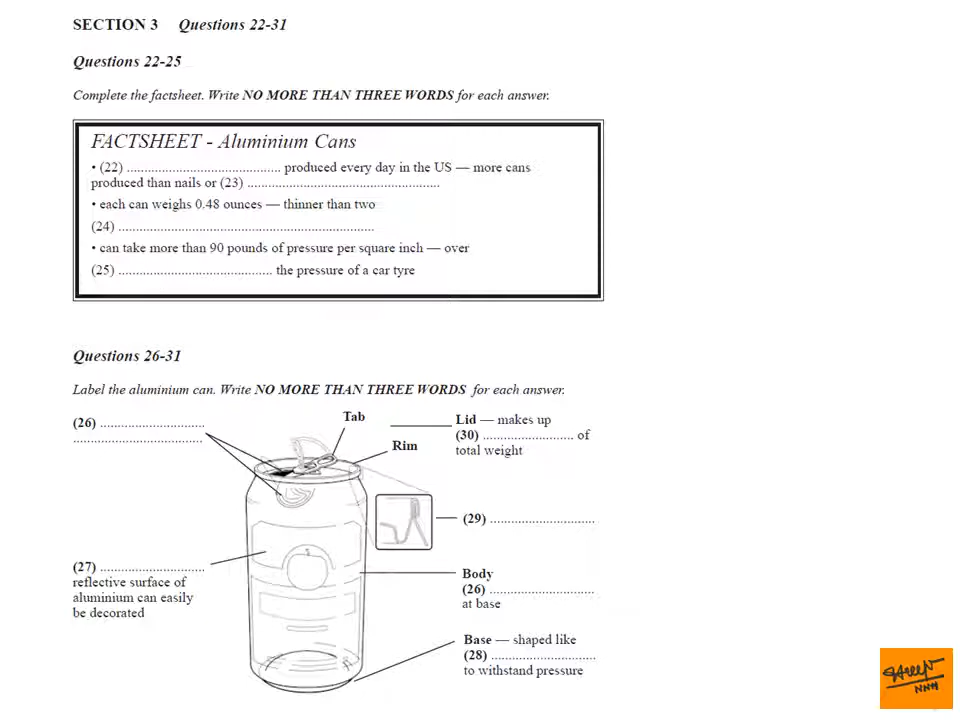 SECTION 3 Questions 22-31
Questions 22-25
Complete the factsheet. Write NO MORE THAN THREE WORDS for each answer.
FACTSHEET - Aluminium Cans
• (22) ............................................ produced every day in the US — more cans
produced than nails or (23) .......................................................
• each can weighs 0.48 ounces — thinner than two
(24) .........................................................................
• can take more than 90 pounds of pressure per square inch — over
(25) ............................................ the pressure of a car tyre
Questions 26-31
Label the aluminium can. Write NO MORE THAN THREE WORDS for each answer.
(26) ..............................
.....................................
Tab
Rim
Lid — makes up
(30) .......................... of
total weight
(29) ..............................
(27) ..............................
reflective surface of
aluminium can easily
be decorated
Body
(26) ..............................
at base
Base — shaped like
(28) ..............................
to withstand pressure
NNH